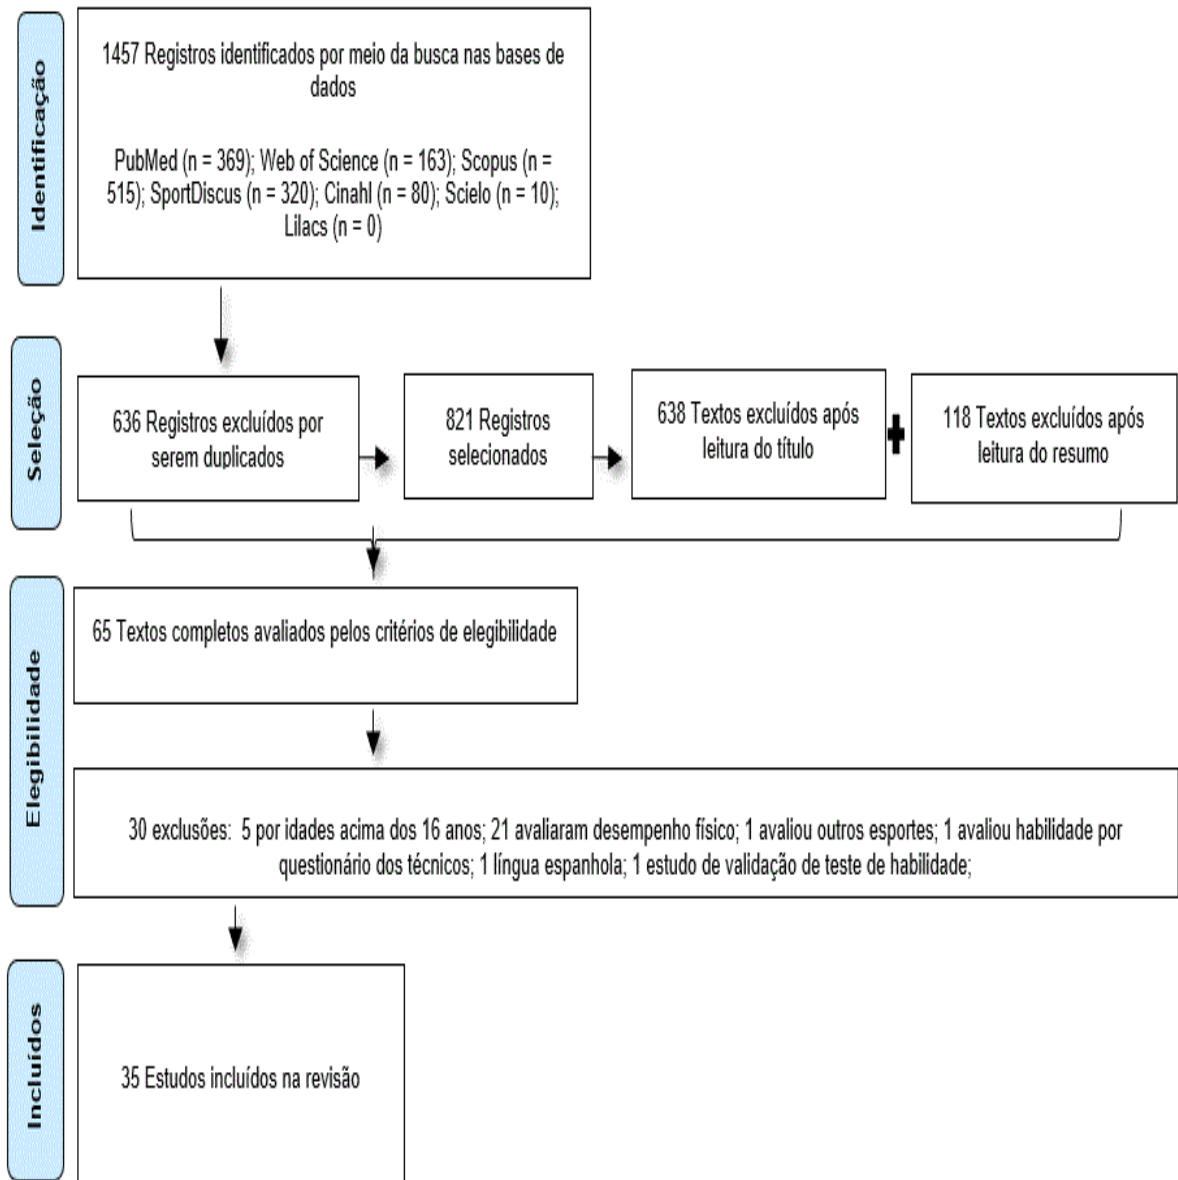 Identificação
1457 Registros identificados por meio da busca nas bases de
dados
PubMed (n = 369); Web of Science (n = 163); Scopus (n =
515); SportDiscus (n = 320); Cinahl (n = 80); Scielo (n = 10);
Lilacs (n = 0)
Seleção
636 Registros excluídos por
serem duplicados
821 Registros
selecionados
638 Textos excluídos após
leitura do título
118 Textos excluídos após
leitura do resumo
Elegibilidade
65 Textos completos avaliados pelos critérios de elegibilidade
30 exclusões: 5 por idades acima dos 16 anos; 21 avaliaram desempenho físico; 1 avaliou outros esportes; 1 avaliou habilidade por
questionário dos técnicos; 1 língua espanhola; 1 estudo de validação de teste de habilidade;
Incluídos
35 Estudos incluídos na revisão